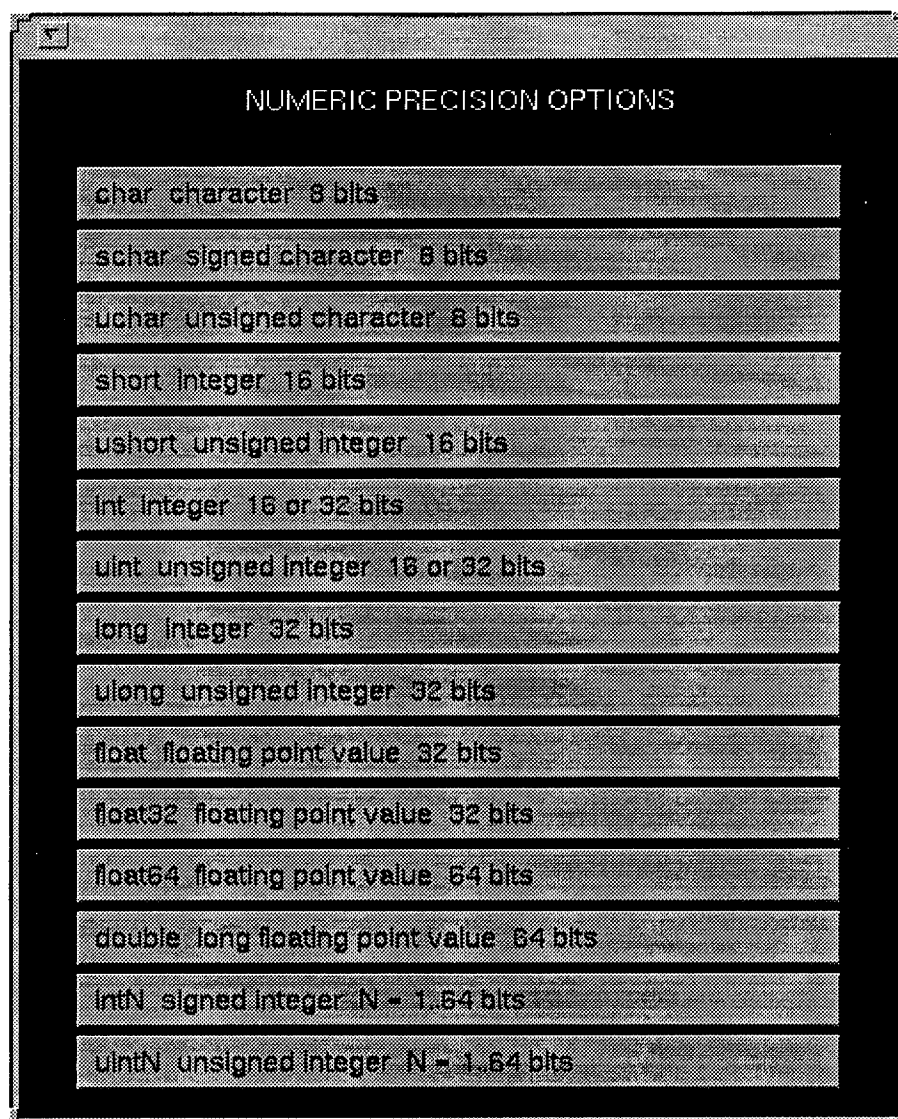 NUMERIC PRECISION OPTIONS
char character 8 bits
schar signed character 8 bits
uchar unsigned character 8 bits
short integer 16 bits
ushort unsigned integer 16 bits
int integer 16 or 32 bits
uint unsigned integer 16 or 32 bits
long integer 32 bits
ulong unsigned integer 32 bits
float floating point value 32 bits
float32 floating point value 32 bits
float64 floating point value 64 bits
double long floating point value 64 bits
intN signed integer N = 1..64 bits
uintN unsigned integer N = 1..64 bits